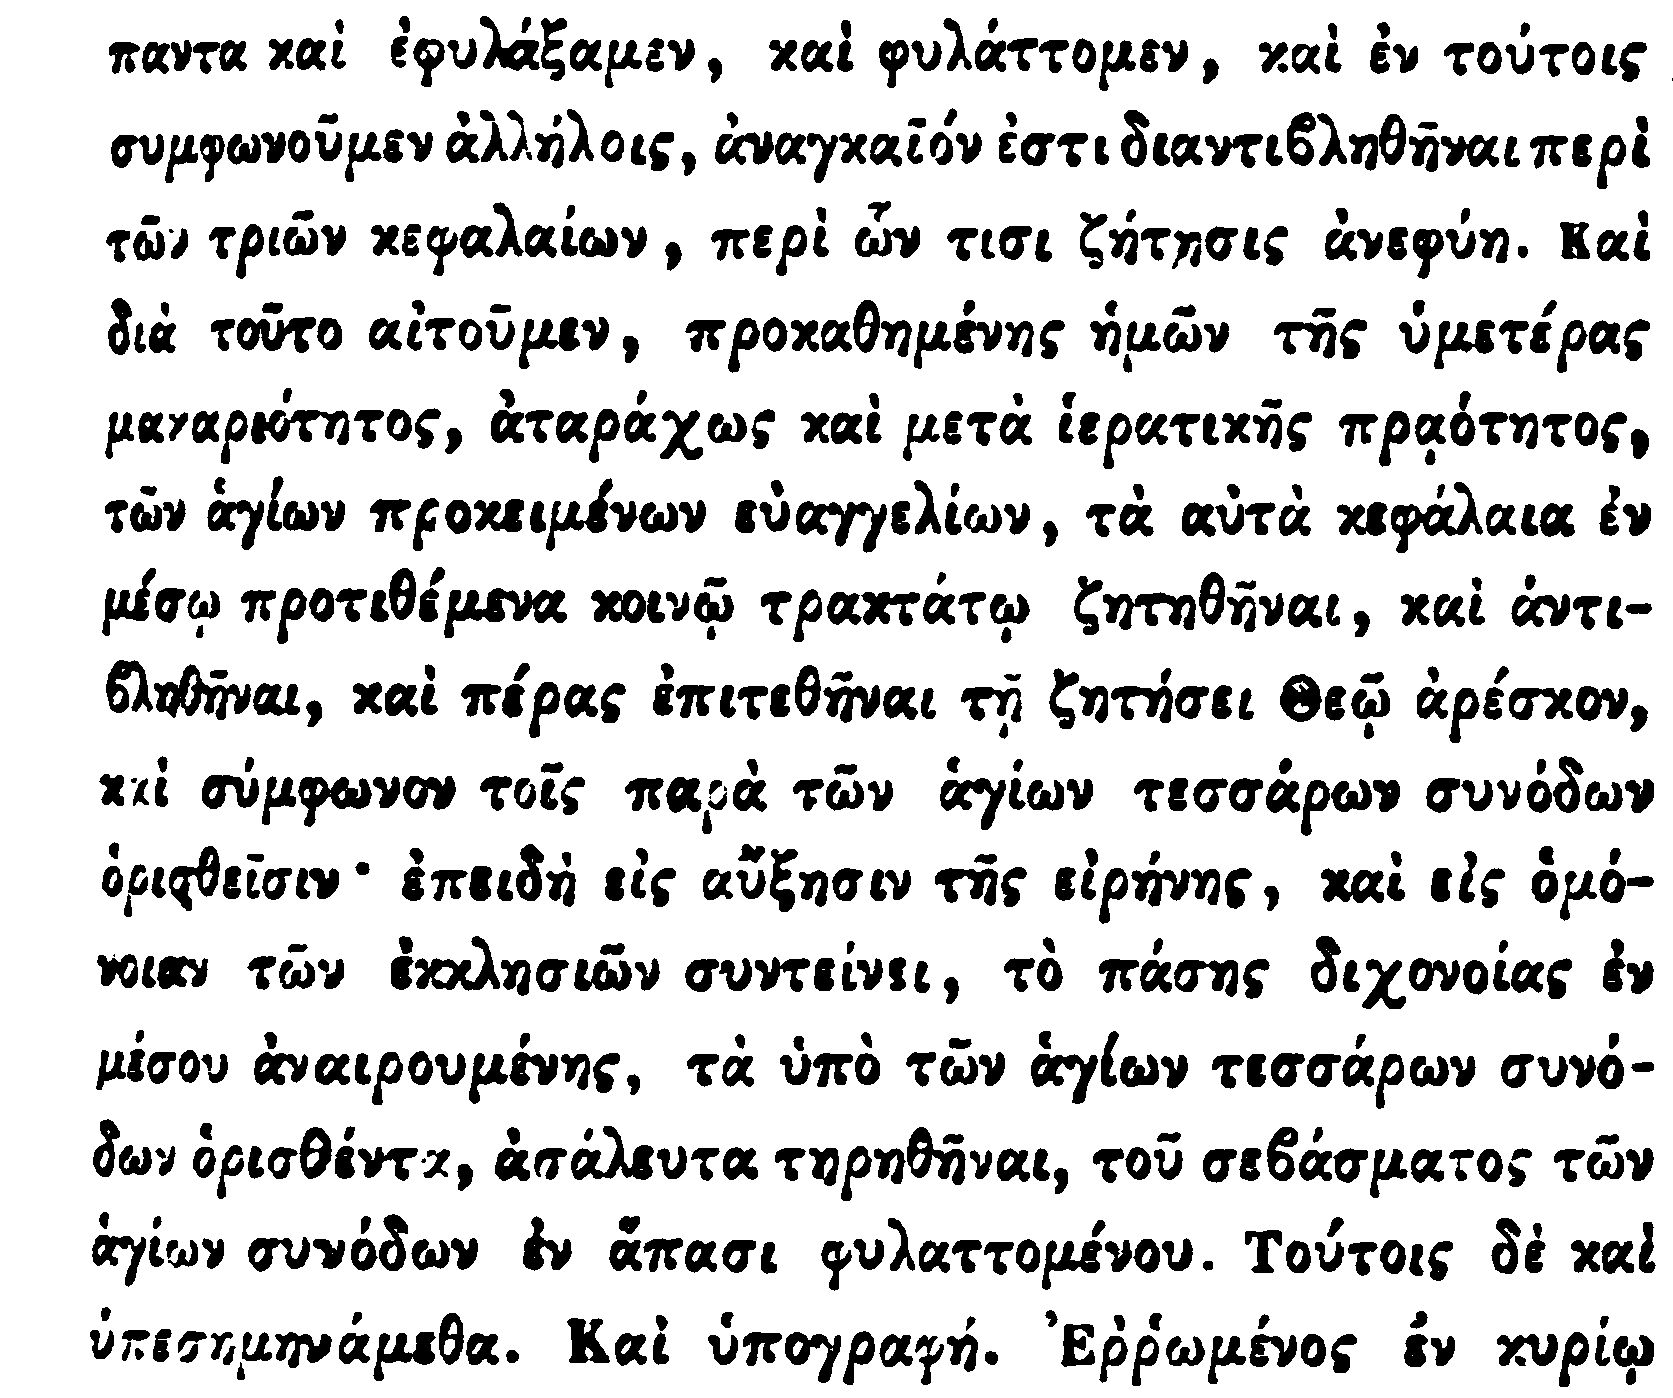 παντα καὶ ἐφυλάξαμεν, καὶ φυλάττομεν, καὶ ἐν τούτοις
συμφωνοῦμεν ἀλλήλοις, ἀναγκαῖόν ἐστι διαντιβληθῆναι περὶ
τῶν τριῶν κεφαλαίων, περὶ ὧν τισι ζήτησις ἀνεφύη. Καὶ
διὰ τοῦτο αἰτοῦμεν, προκαθημένης ἡμῶν τῆς ὑμετέρας
μακαριότητος, ἀταράχως καὶ μετὰ ἱερατικῆς πρᾳότητος,
τῶν ἁγίων προκειμένων εὐαγγελίων, τὰ αὐτὰ κεφάλαια ἐν
μέσῳ προτιθέμενα κοινῷ τρακτάτῳ ζητηθῆναι, καὶ ἀντι-
βληθῆναι, καὶ πέρας ἐπιτεθῆναι τῇ ζητήσει Θεῷ ἀρέσκον,
καὶ σύμφωνον τοῖς παρὰ τῶν ἁγίων τεσσάρων συνόδων
ὁρισθεῖσιν· ἐπειδὴ εἰς αὔξησιν τῆς εἰρήνης, καὶ εἰς ὁμό-
νοιαν τῶν ἐκκλησιῶν συντείνει, τὸ πάσης διχονοίας ἐν
μέσου ἀναιρουμένης, τὰ ὑπὸ τῶν ἁγίων τεσσάρων συνό-
δων ὁρισθέντα, ἀσάλευτα τηρηθῆναι, τοῦ σεβάσματος τῶν
ἁγίων συνόδων ἐν ἅπασι φυλαττομένου. Τούτοις δὲ καὶ
ὑπεσημηνάμεθα. Καὶ ὑπογραφή. Ἐῤῥωμένος ἐν κυρίῳ